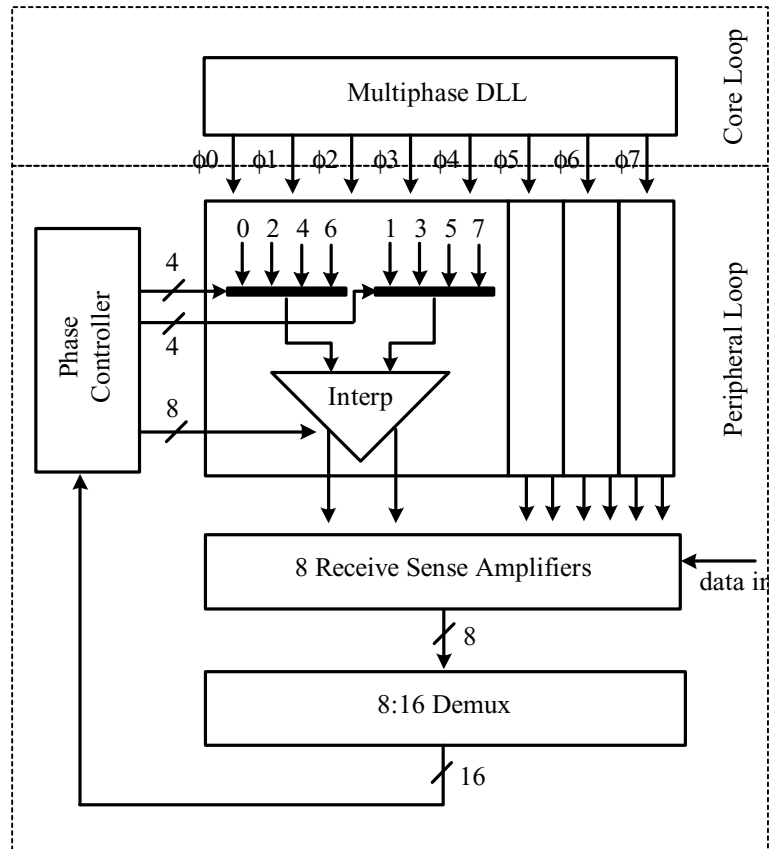 Multiphase DLL
Core Loop
ϕ0 ϕ1 ϕ2 ϕ3 ϕ4 ϕ5 ϕ6 ϕ7
0 2 4 6 1 3 5 7
4
4
8
Phase
Controller
Interp
Peripheral Loop
8 Receive Sense Amplifiers
data in
8
8:16 Demux
16